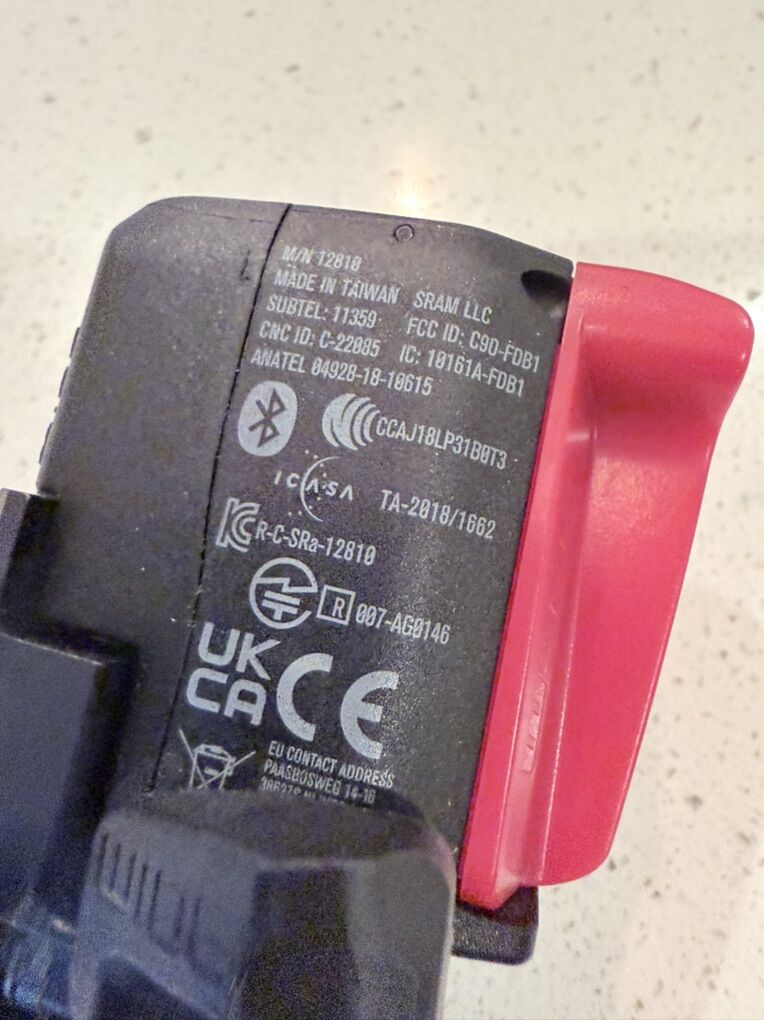 M/N 12810
MADE IN TAIWAN SRAM LLC
SUBTEL: 11359 FCC ID: C9O-FDB1
CNC ID: C-22085 IC: 10161A-FDB1
ANATEL 04928-18-10615
CCAJ18LP31B0T3
ICASA TA-2018/1662
R-C-SRa-12810
R 007-AG0146
UK
CA CE
EU CONTACT ADDRESS
PAASBOSWEG 14-16